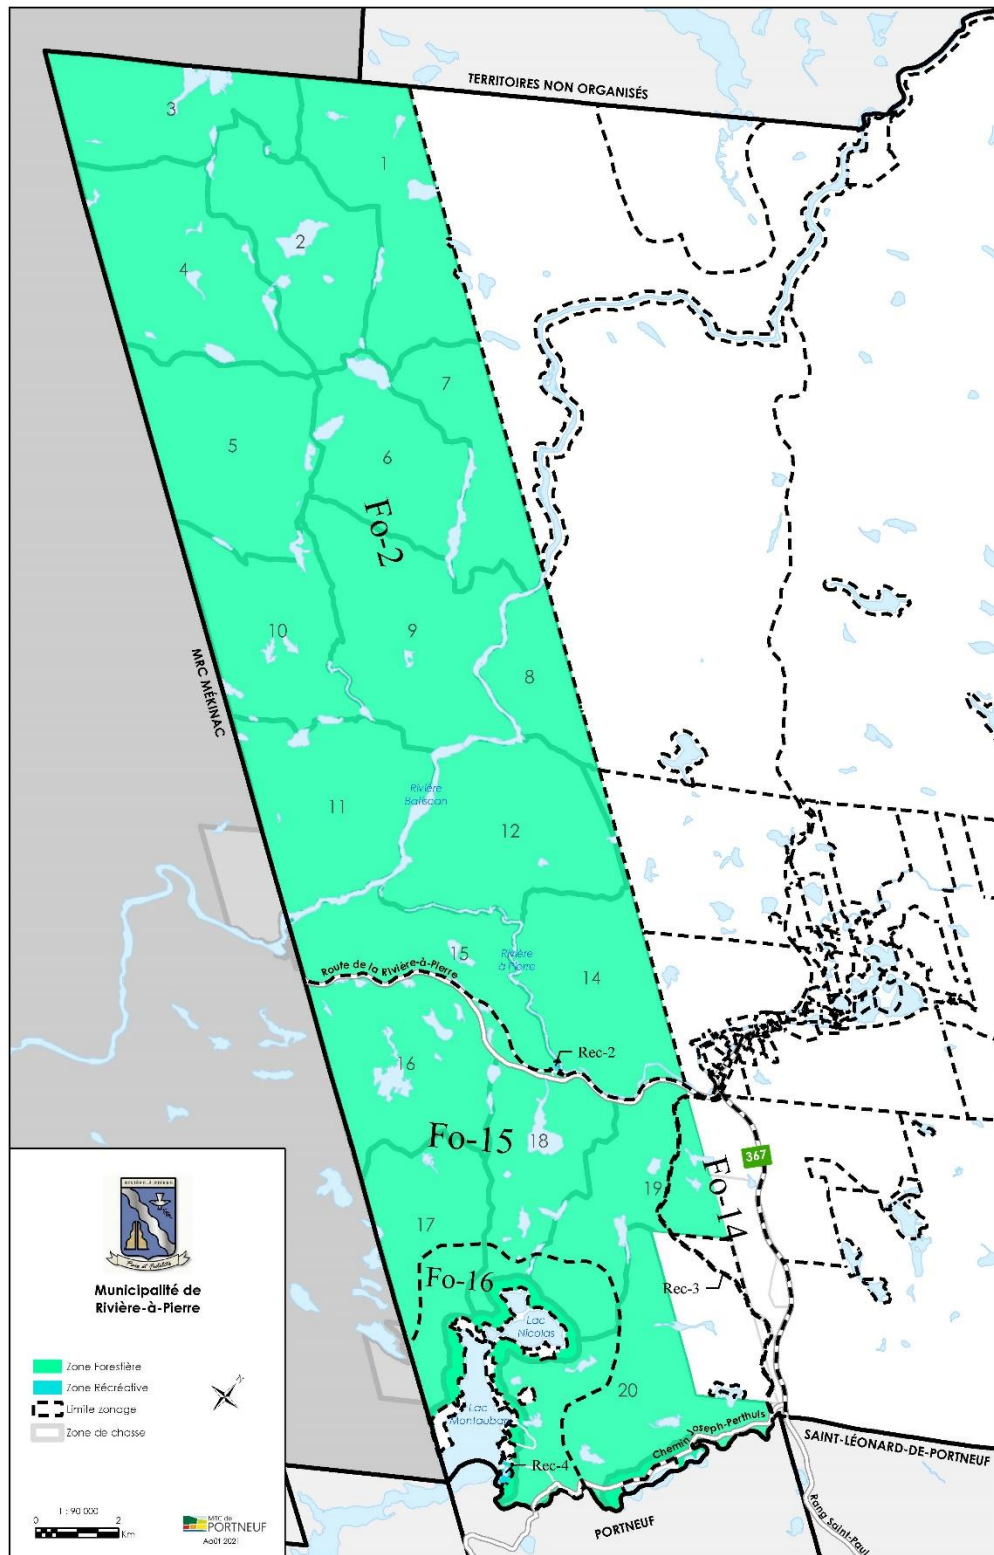 TERRITOIRES NON ORGANISÉS
3
1
2
4
7
5
6
Fo-2
10
9
8
MRC MÉKINAC
Rivière
Batiscan
11
12
15
Route de la Rivière-à-Pierre
Rivière
à Pierre
14
Rec-2
16
Fo-15
18
367
Fo-14
19
17
Fo-16
Rec-3
Lac
Nicolas
20
Lac
Montauban
Chemin Joseph-Perthuis
SAINT-LÉONARD-DE-PORTNEUF
Rec-4
Rang Saint-Paul
PORTNEUF
RIVIÈRE À PIERRE
Municipalité de
Rivière-à-Pierre
Zone Forestière
Zone Récréative
Limite zonage
Zone de chasse
1 : 90 000
0 2
Km
MRC de
PORTNEUF
Août 2021